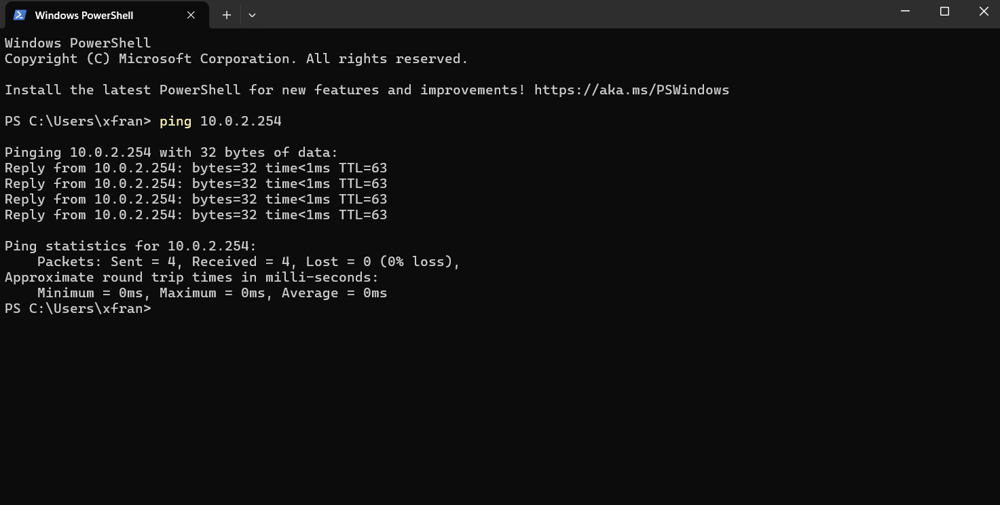 Windows PowerShell
Windows PowerShell
Copyright (C) Microsoft Corporation. All rights reserved.
Install the latest PowerShell for new features and improvements! https://aka.ms/PSWindows
PS C:\Users\xfran> ping 10.0.2.254
Pinging 10.0.2.254 with 32 bytes of data:
Reply from 10.0.2.254: bytes=32 time<1ms TTL=63
Reply from 10.0.2.254: bytes=32 time<1ms TTL=63
Reply from 10.0.2.254: bytes=32 time<1ms TTL=63
Reply from 10.0.2.254: bytes=32 time<1ms TTL=63
Ping statistics for 10.0.2.254:
    Packets: Sent = 4, Received = 4, Lost = 0 (0% loss),
Approximate round trip times in milli-seconds:
    Minimum = 0ms, Maximum = 0ms, Average = 0ms
PS C:\Users\xfran>